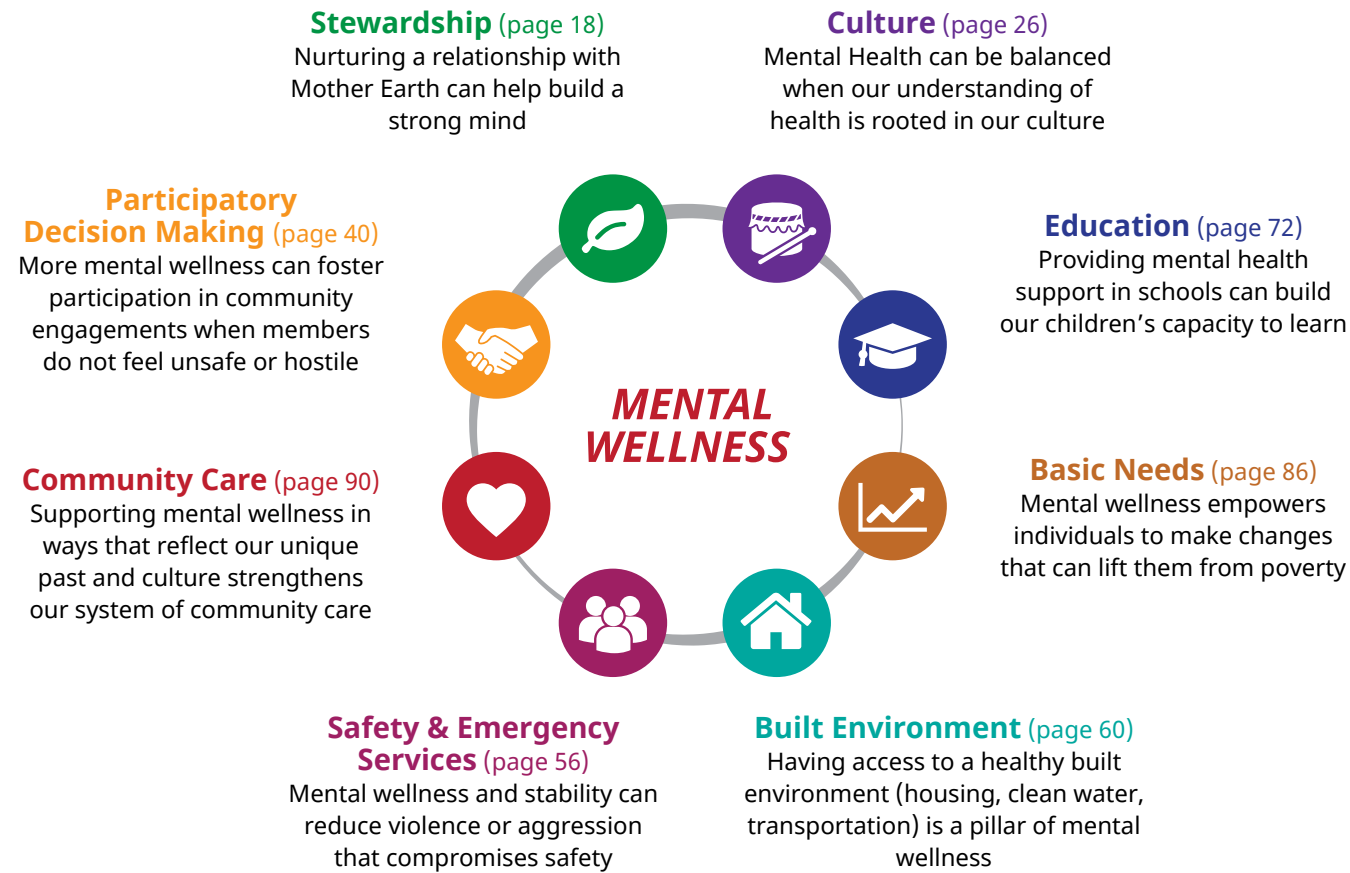 Stewardship (page 18)
Nurturing a relationship with
Mother Earth can help build a
strong mind
Culture (page 26)
Mental Health can be balanced
when our understanding of
health is rooted in our culture
Participatory
Decision Making (page 40)
More mental wellness can foster
participation in community
engagements when members
do not feel unsafe or hostile
Education (page 72)
Providing mental health
support in schools can build
our children’s capacity to learn
MENTAL
WELLNESS
Community Care (page 90)
Supporting mental wellness in
ways that reflect our unique
past and culture strengthens
our system of community care
Basic Needs (page 86)
Mental wellness empowers
individuals to make changes
that can lift them from poverty
Safety & Emergency
Services (page 56)
Mental wellness and stability can
reduce violence or aggression
that compromises safety
Built Environment (page 60)
Having access to a healthy built
environment (housing, clean water,
transportation) is a pillar of mental
wellness